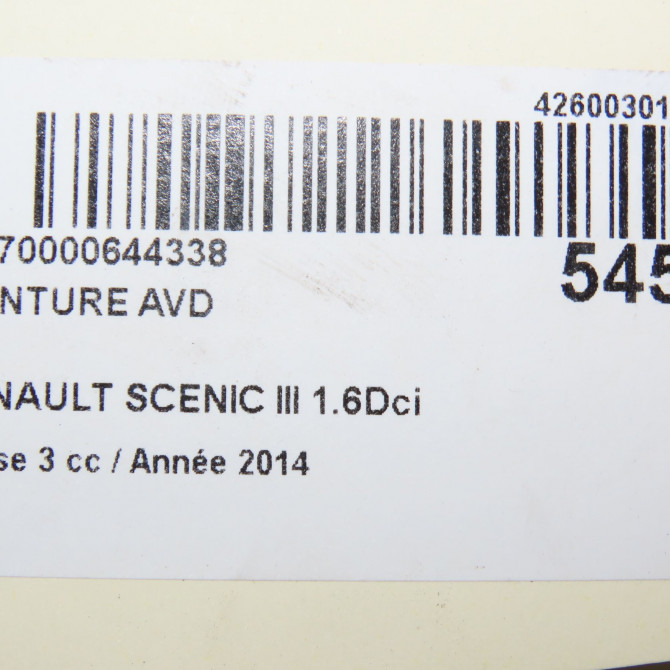 42600301
70000644338
545
NTURE AVD
NAULT SCENIC III 1.6Dci
se 3 cc / Année 2014